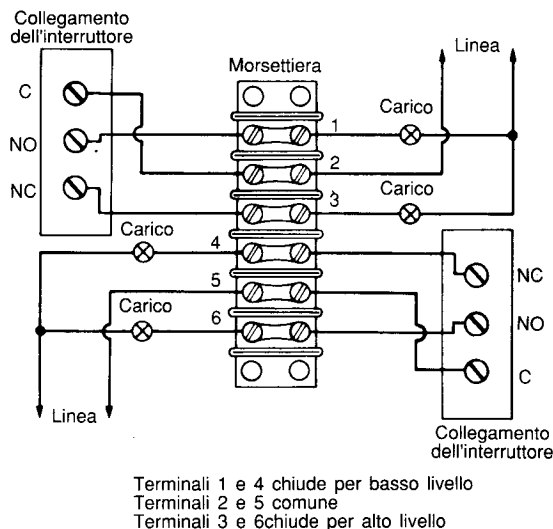 Collegamento
dell'interruttore
Linea
Morsettiera
C
Carico
1
NO
2
Carico
NC
3
Carico
4
NC
5
Carico
NO
6
C
Linea
Collegamento
dell'interruttore
Terminali 1 e 4 chiude per basso livello
Terminali 2 e 5 comune
Terminali 3 e 6chiude per alto livello